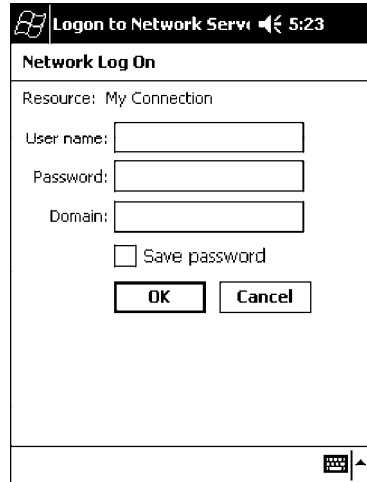 Logon to Network Serve 5:23
Network Log On
Resource: My Connection
User name:
Password:
Domain:
Save password
OK Cancel